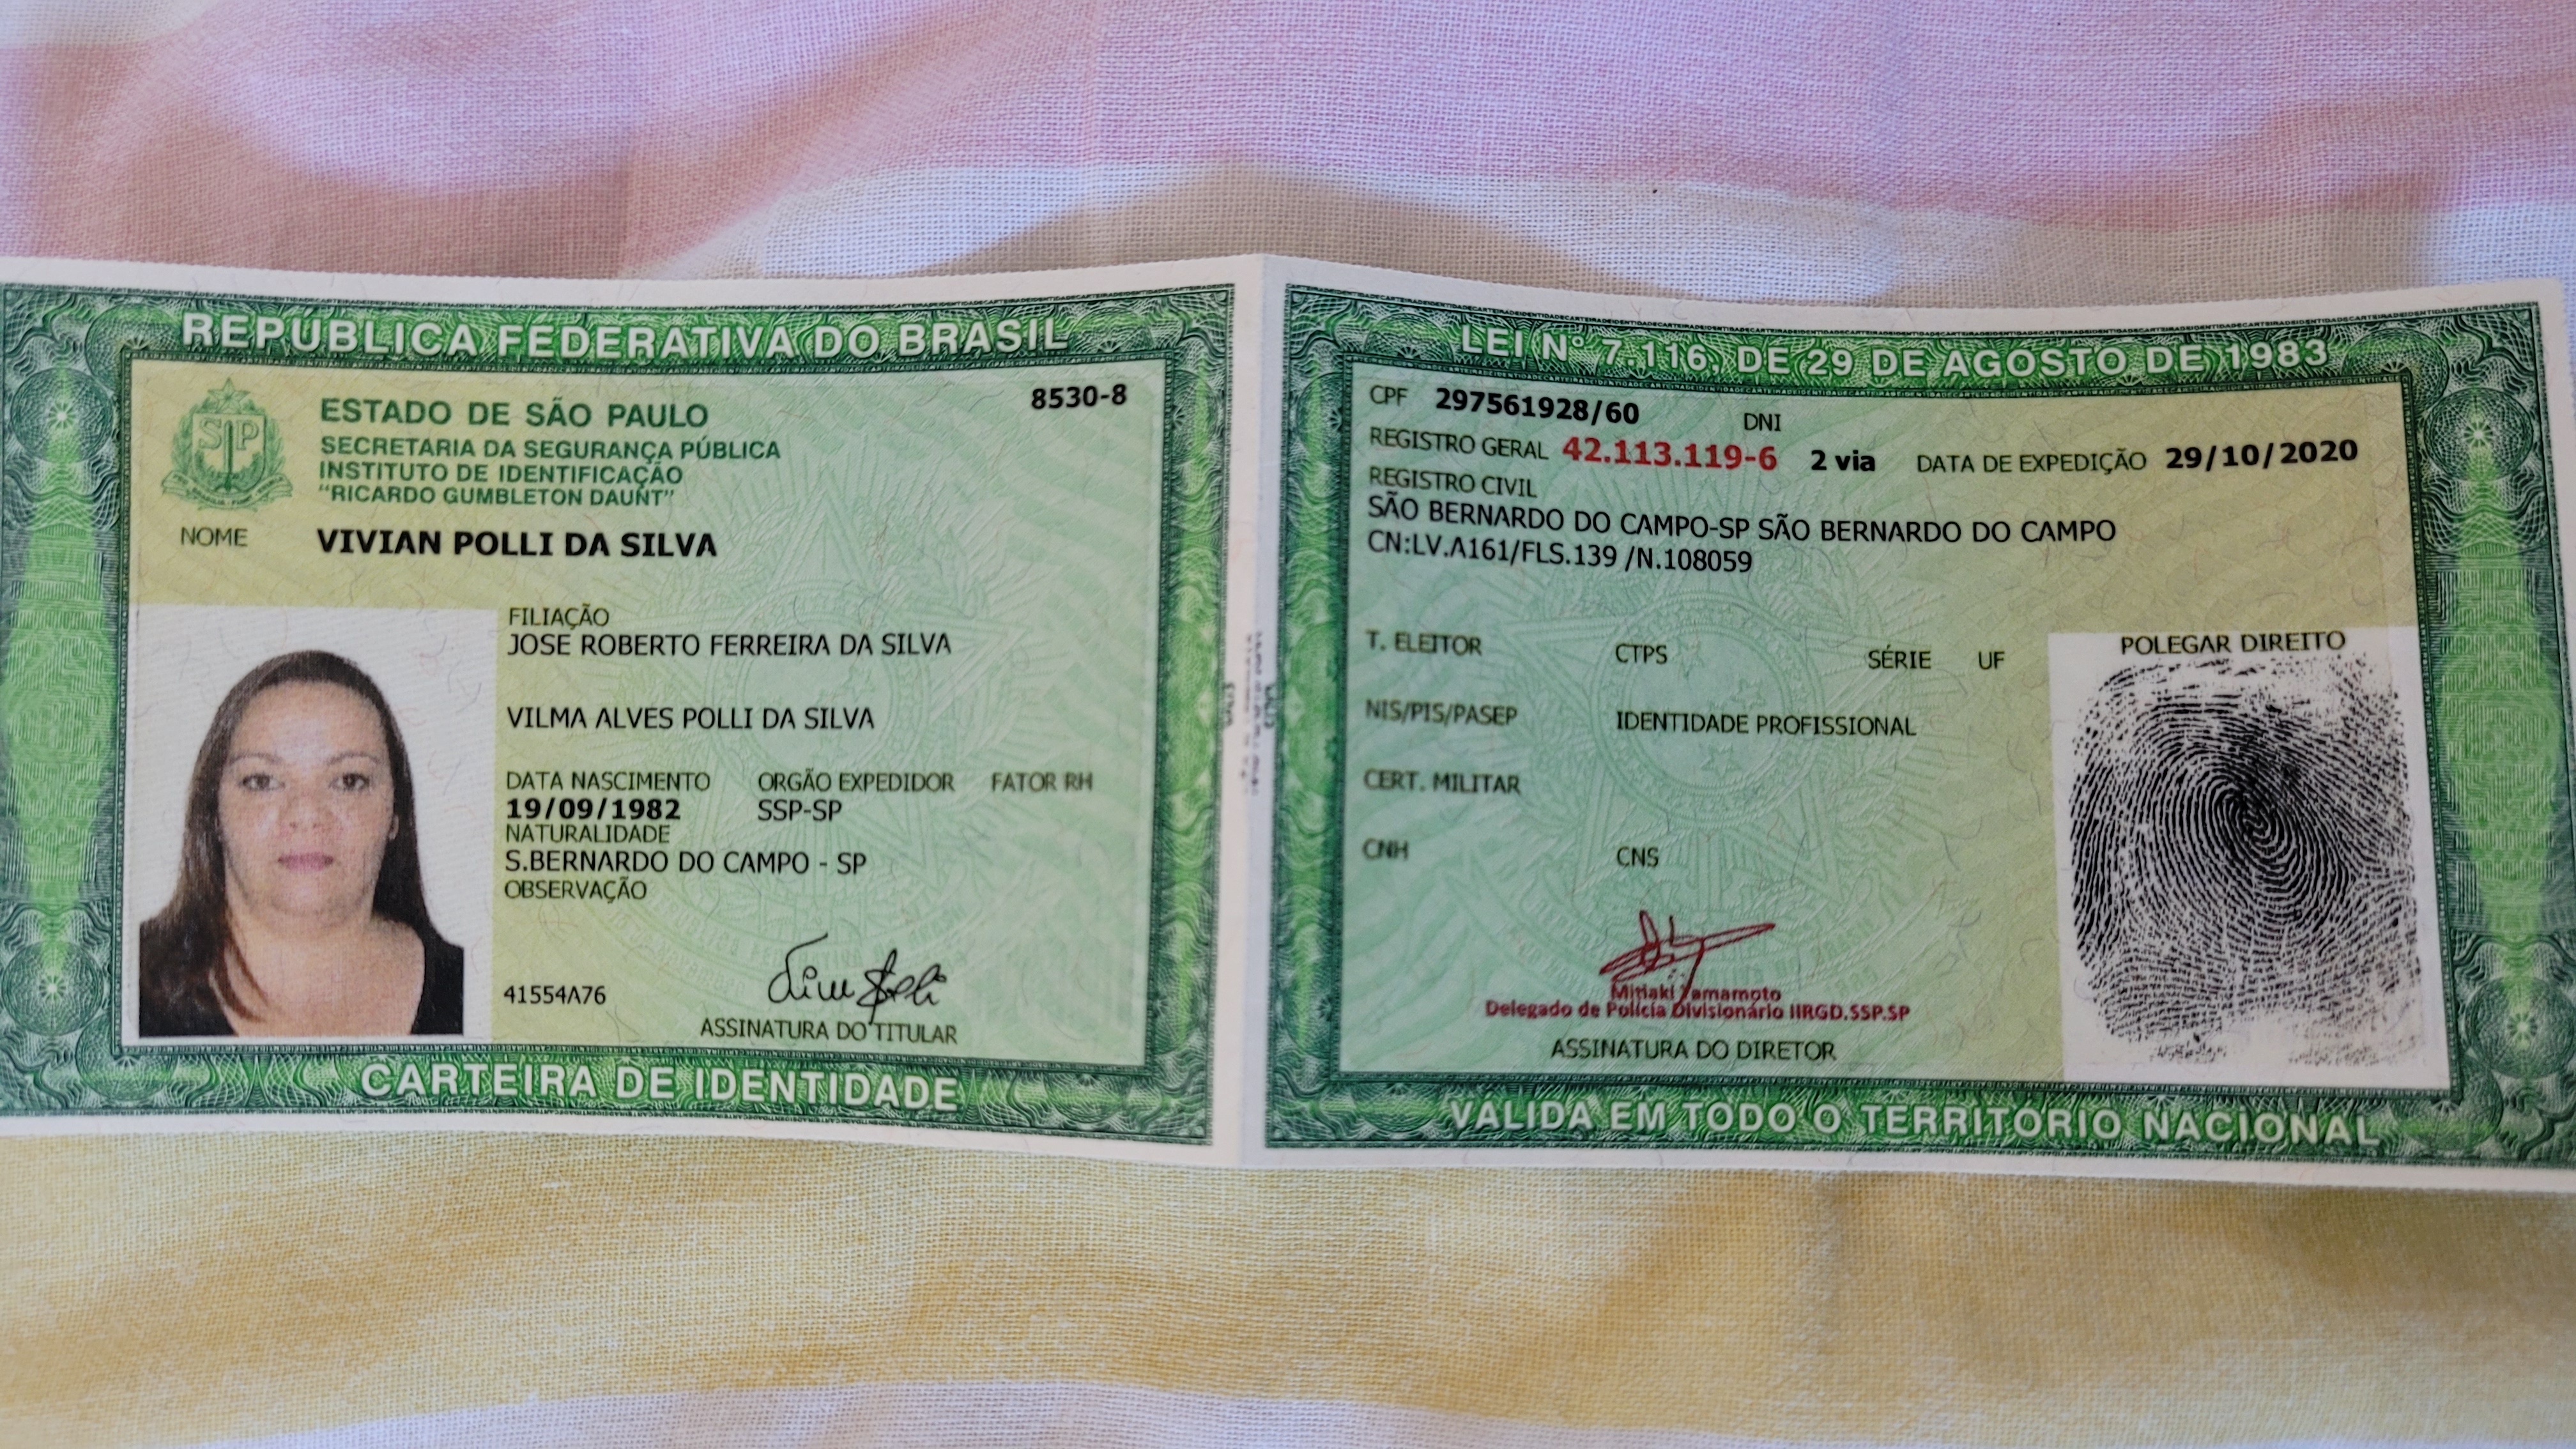 REPÚBLICA FEDERATIVA DO BRASIL
8530-8
ESTADO DE SÃO PAULO
SECRETARIA DA SEGURANÇA PÚBLICA
INSTITUTO DE IDENTIFICAÇÃO
"RICARDO GUMBLETON DAUNT"
NOME VIVIAN POLLI DA SILVA
FILIAÇÃO
JOSE ROBERTO FERREIRA DA SILVA
VILMA ALVES POLLI DA SILVA
DATA NASCIMENTO ORGÃO EXPEDIDOR FATOR RH
19/09/1982 SSP-SP
NATURALIDADE
S.BERNARDO DO CAMPO - SP
OBSERVAÇÃO
41554A76
ASSINATURA DO TITULAR
CARTEIRA DE IDENTIDADE
LEI Nº 7.116, DE 29 DE AGOSTO DE 1983
CPF 297561928/60 DNI
REGISTRO GERAL 42.113.119-6 2 via DATA DE EXPEDIÇÃO 29/10/2020
REGISTRO CIVIL
SÃO BERNARDO DO CAMPO-SP SÃO BERNARDO DO CAMPO
CN:LV.A161/FLS.139 /N.108059
POLEGAR DIREITO
T. ELEITOR CTPS SÉRIE UF
NIS/PIS/PASEP IDENTIDADE PROFISSIONAL
CERT. MILITAR
CNH CNS
Mitiaki Yamamoto
Delegado de Polícia Divisionário IIRGD.SSP.SP
ASSINATURA DO DIRETOR
VÁLIDA EM TODO O TERRITÓRIO NACIONAL